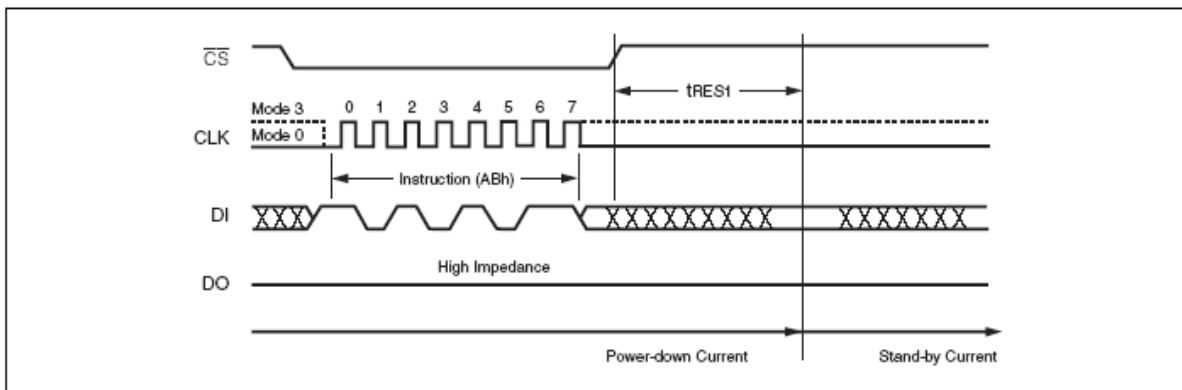 CS
tRES1
Mode 3 0 1 2 3 4 5 6 7
CLK
Mode 0
Instruction (ABh)
DI
High Impedance
DO
Power-down Current Stand-by Current